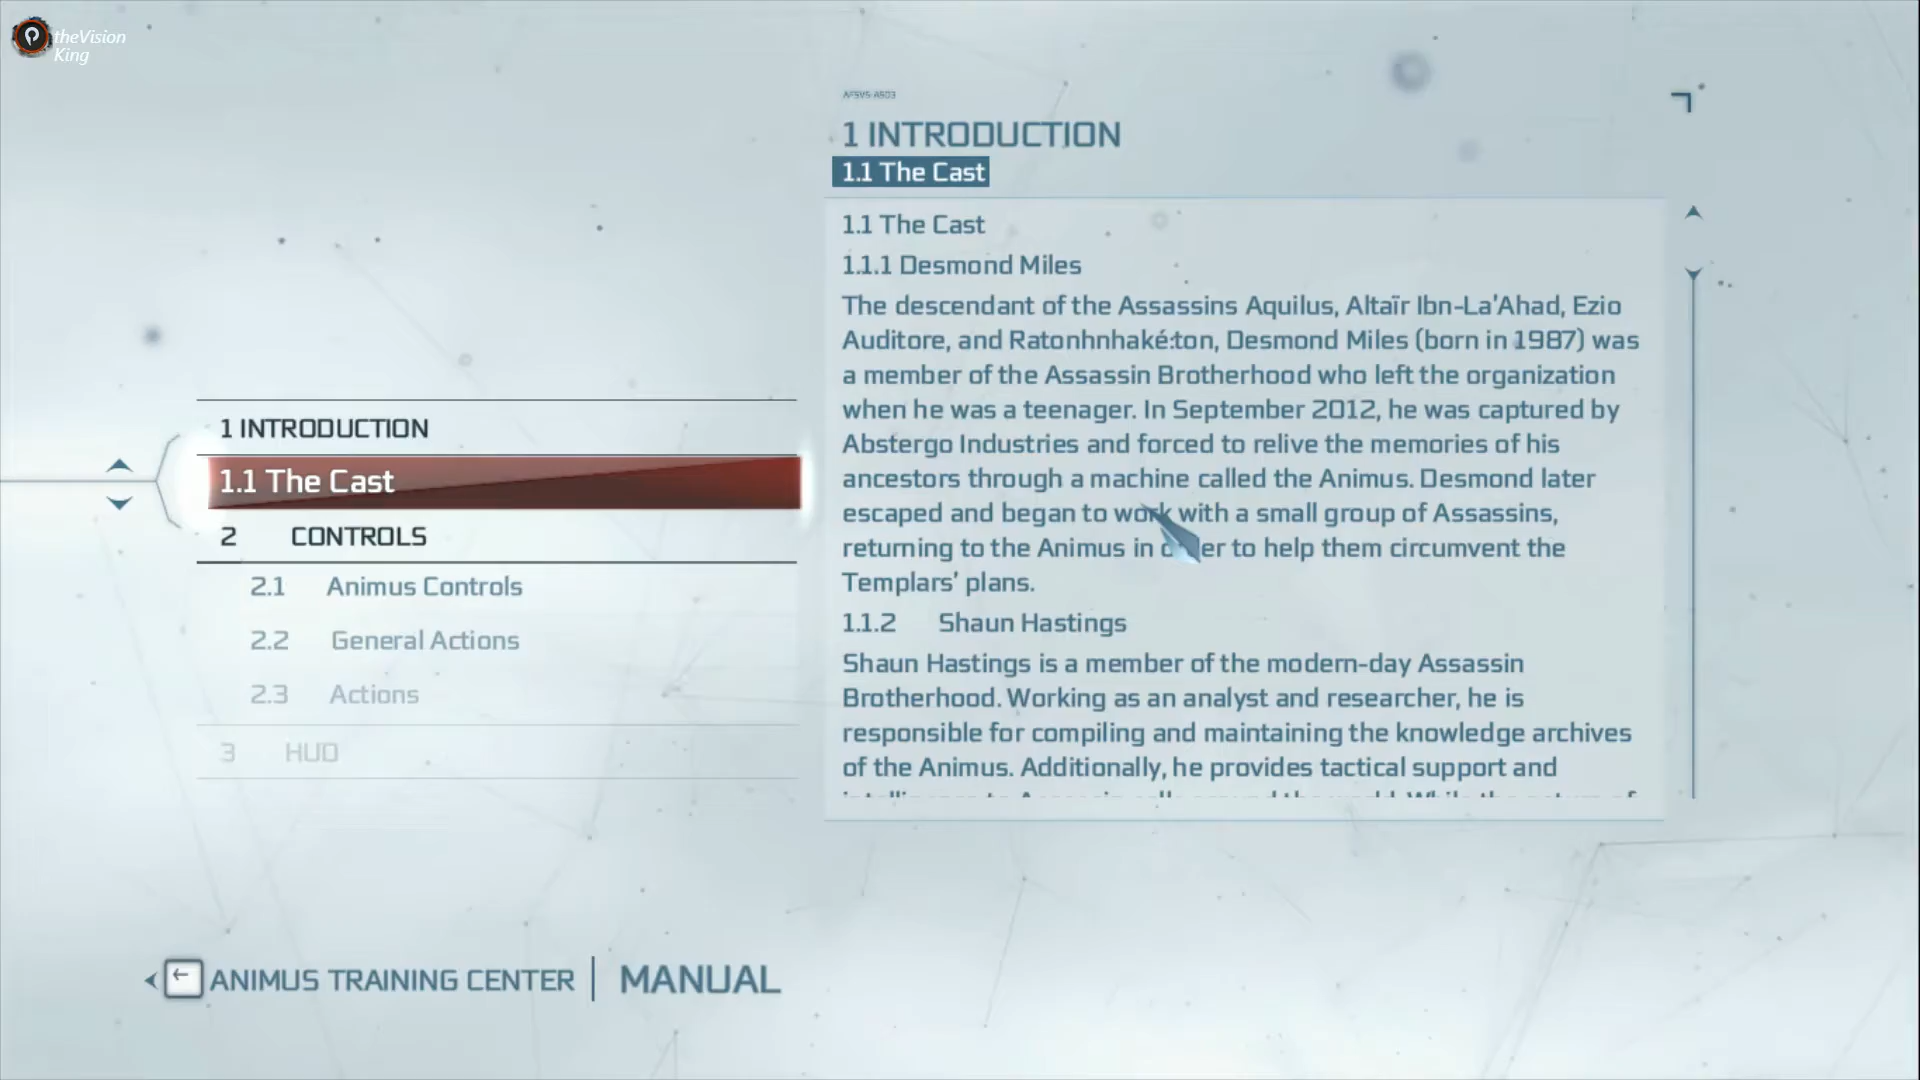 theVision
King
AFSVS-AS03
1 INTRODUCTION
1.1 The Cast
1.1 The Cast
1.1.1 Desmond Miles
The descendant of the Assassins Aquilus, Altaïr Ibn-La'Ahad, Ezio
Auditore, and Ratonhnhaké:ton, Desmond Miles (born in 1987) was
a member of the Assassin Brotherhood who left the organization
when he was a teenager. In September 2012, he was captured by
Abstergo Industries and forced to relive the memories of his
ancestors through a machine called the Animus. Desmond later
escaped and began to work with a small group of Assassins,
returning to the Animus in order to help them circumvent the
Templars’ plans.
1.1.2 Shaun Hastings
Shaun Hastings is a member of the modern-day Assassin
Brotherhood. Working as an analyst and researcher, he is
responsible for compiling and maintaining the knowledge archives
of the Animus. Additionally, he provides tactical support and
1 INTRODUCTION
1.1 The Cast
2 CONTROLS
2.1 Animus Controls
2.2 General Actions
2.3 Actions
3 HUD
ANIMUS TRAINING CENTER | MANUAL